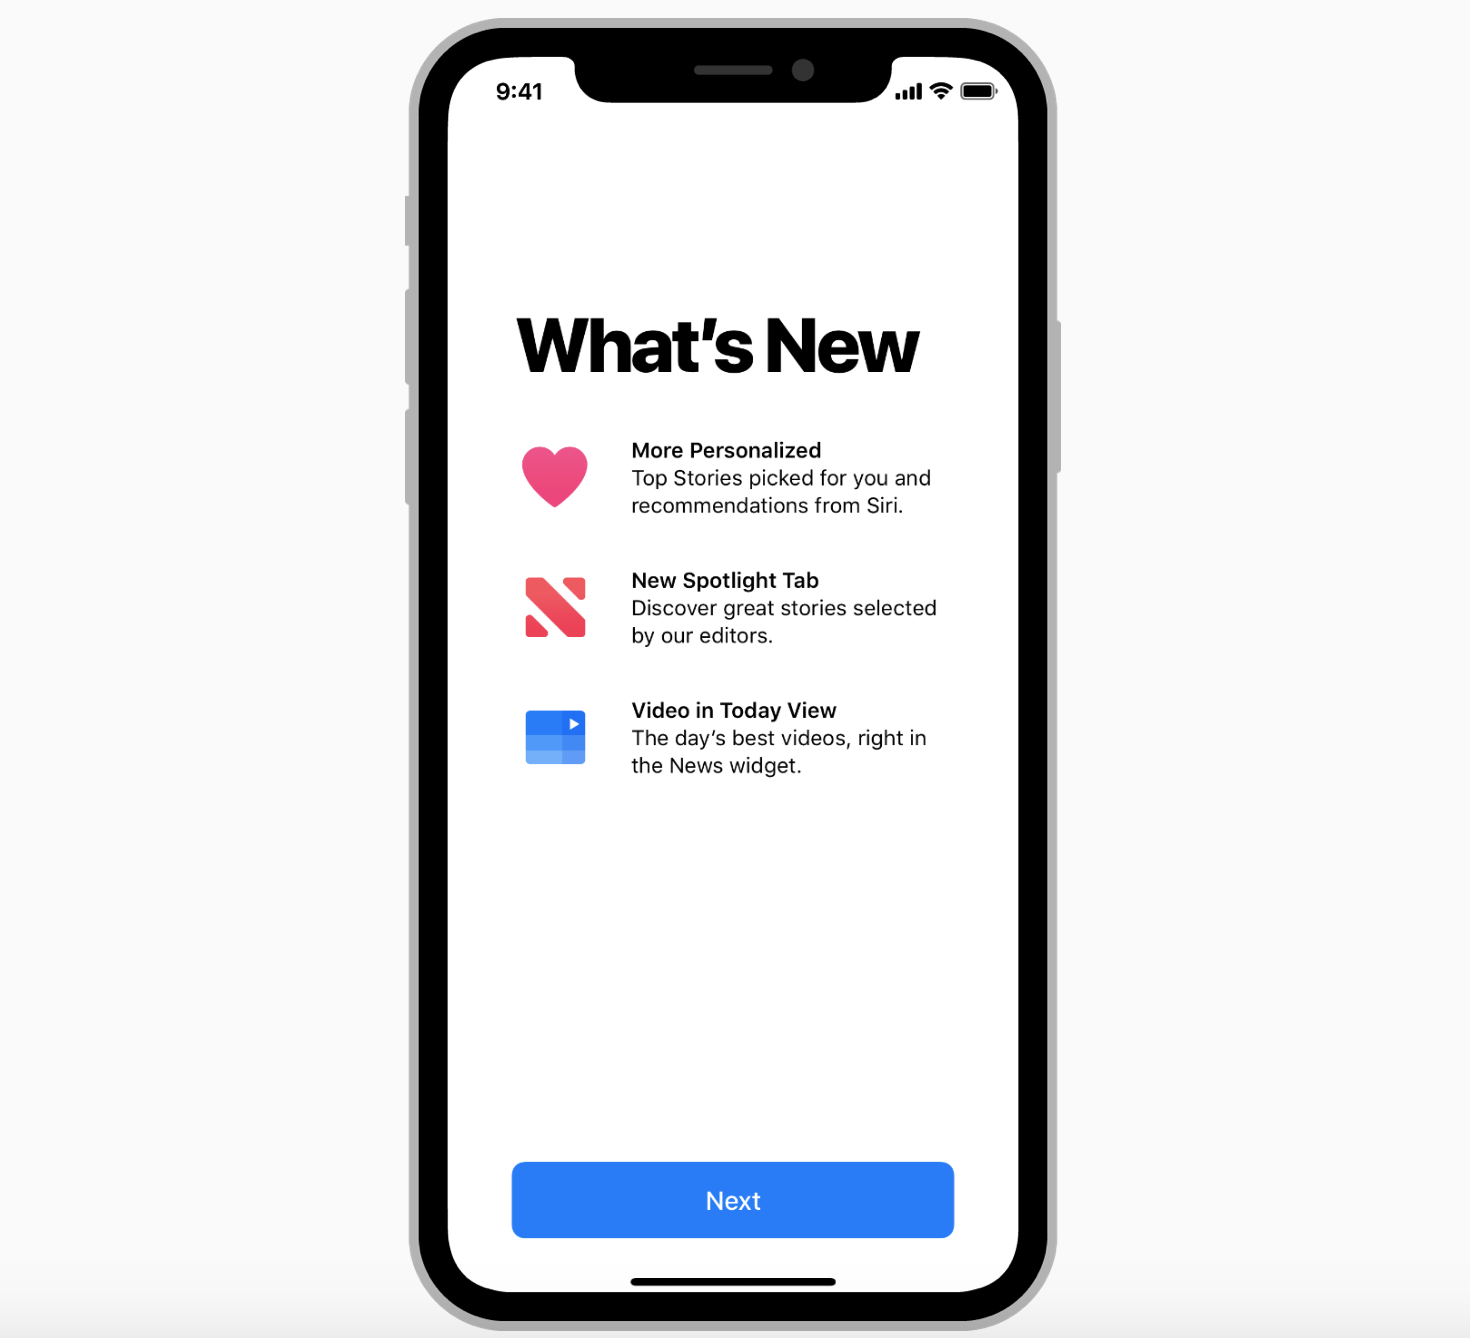 9:41
What’s New
More Personalized
Top Stories picked for you and
recommendations from Siri.
New Spotlight Tab
Discover great stories selected
by our editors.
Video in Today View
The day’s best videos, right in
the News widget.
Next